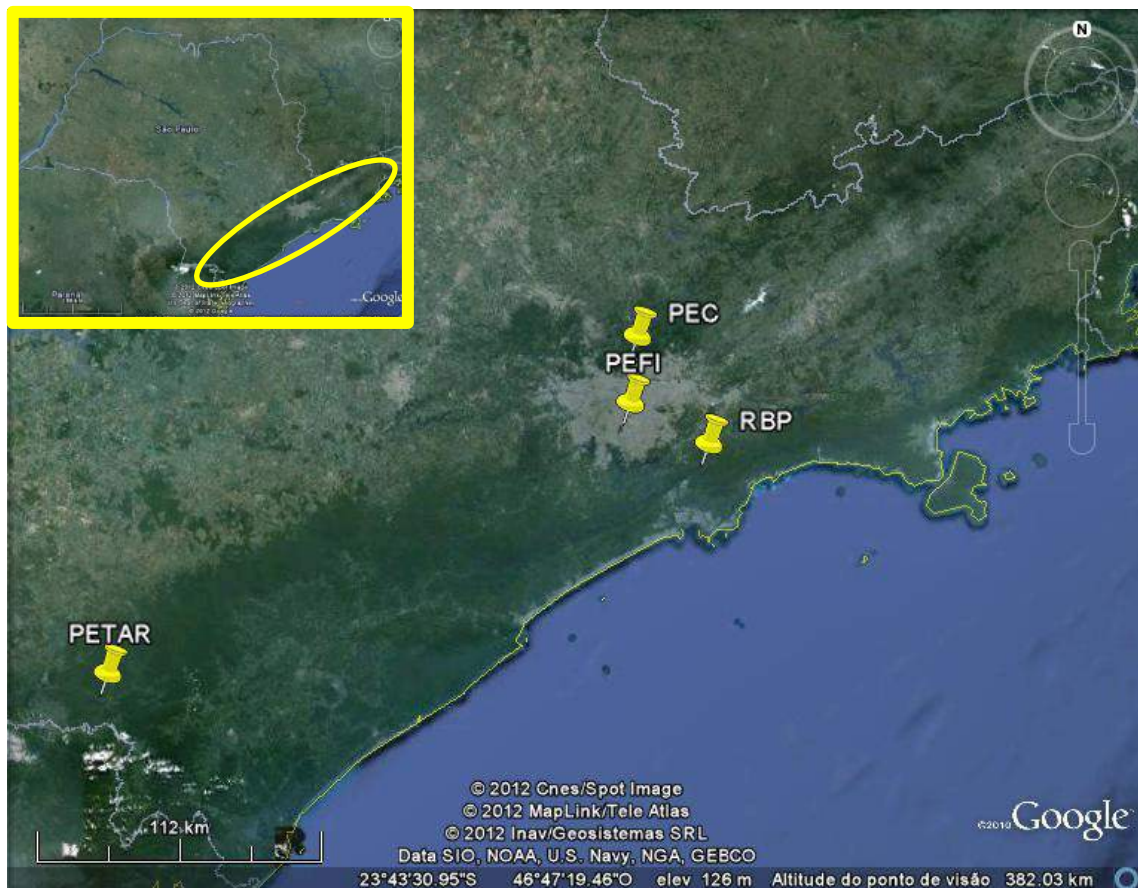 São Paulo
Paraná
© 2012 Google
Google
N
PEC
PEFI
RBP
PETAR
112 km
© 2012 Cnes/Spot Image
© 2012 MapLink/Tele Atlas
© 2012 Inav/Geosistemas SRL
Data SIO, NOAA, U.S. Navy, NGA, GEBCO
©2010 Google
23°43'30.95"S 46°47'19.46"O elev 126 m Altitude do ponto de visão 382.03 km